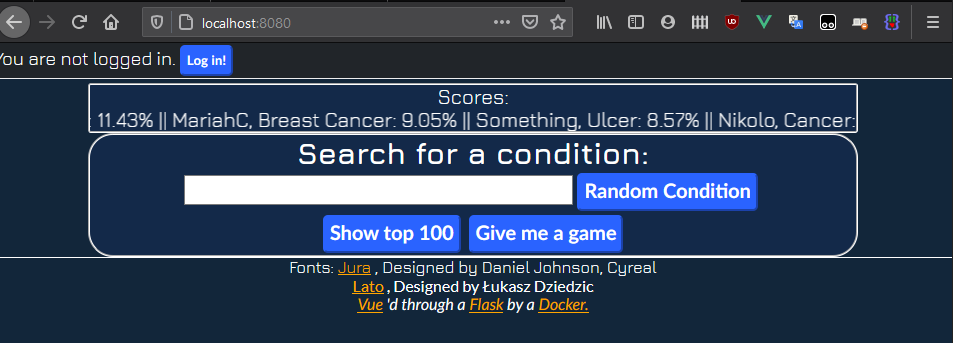 localhost:8080
You are not logged in. Log in!
Scores:
: 11.43% || MariahC, Breast Cancer: 9.05% || Something, Ulcer: 8.57% || Nikolo, Cancer:
Search for a condition:
Random Condition
Show top 100 Give me a game
Fonts: Jura , Designed by Daniel Johnson, Cyreal
Lato , Designed by Łukasz Dziedzic
Vue 'd through a Flask by a Docker.